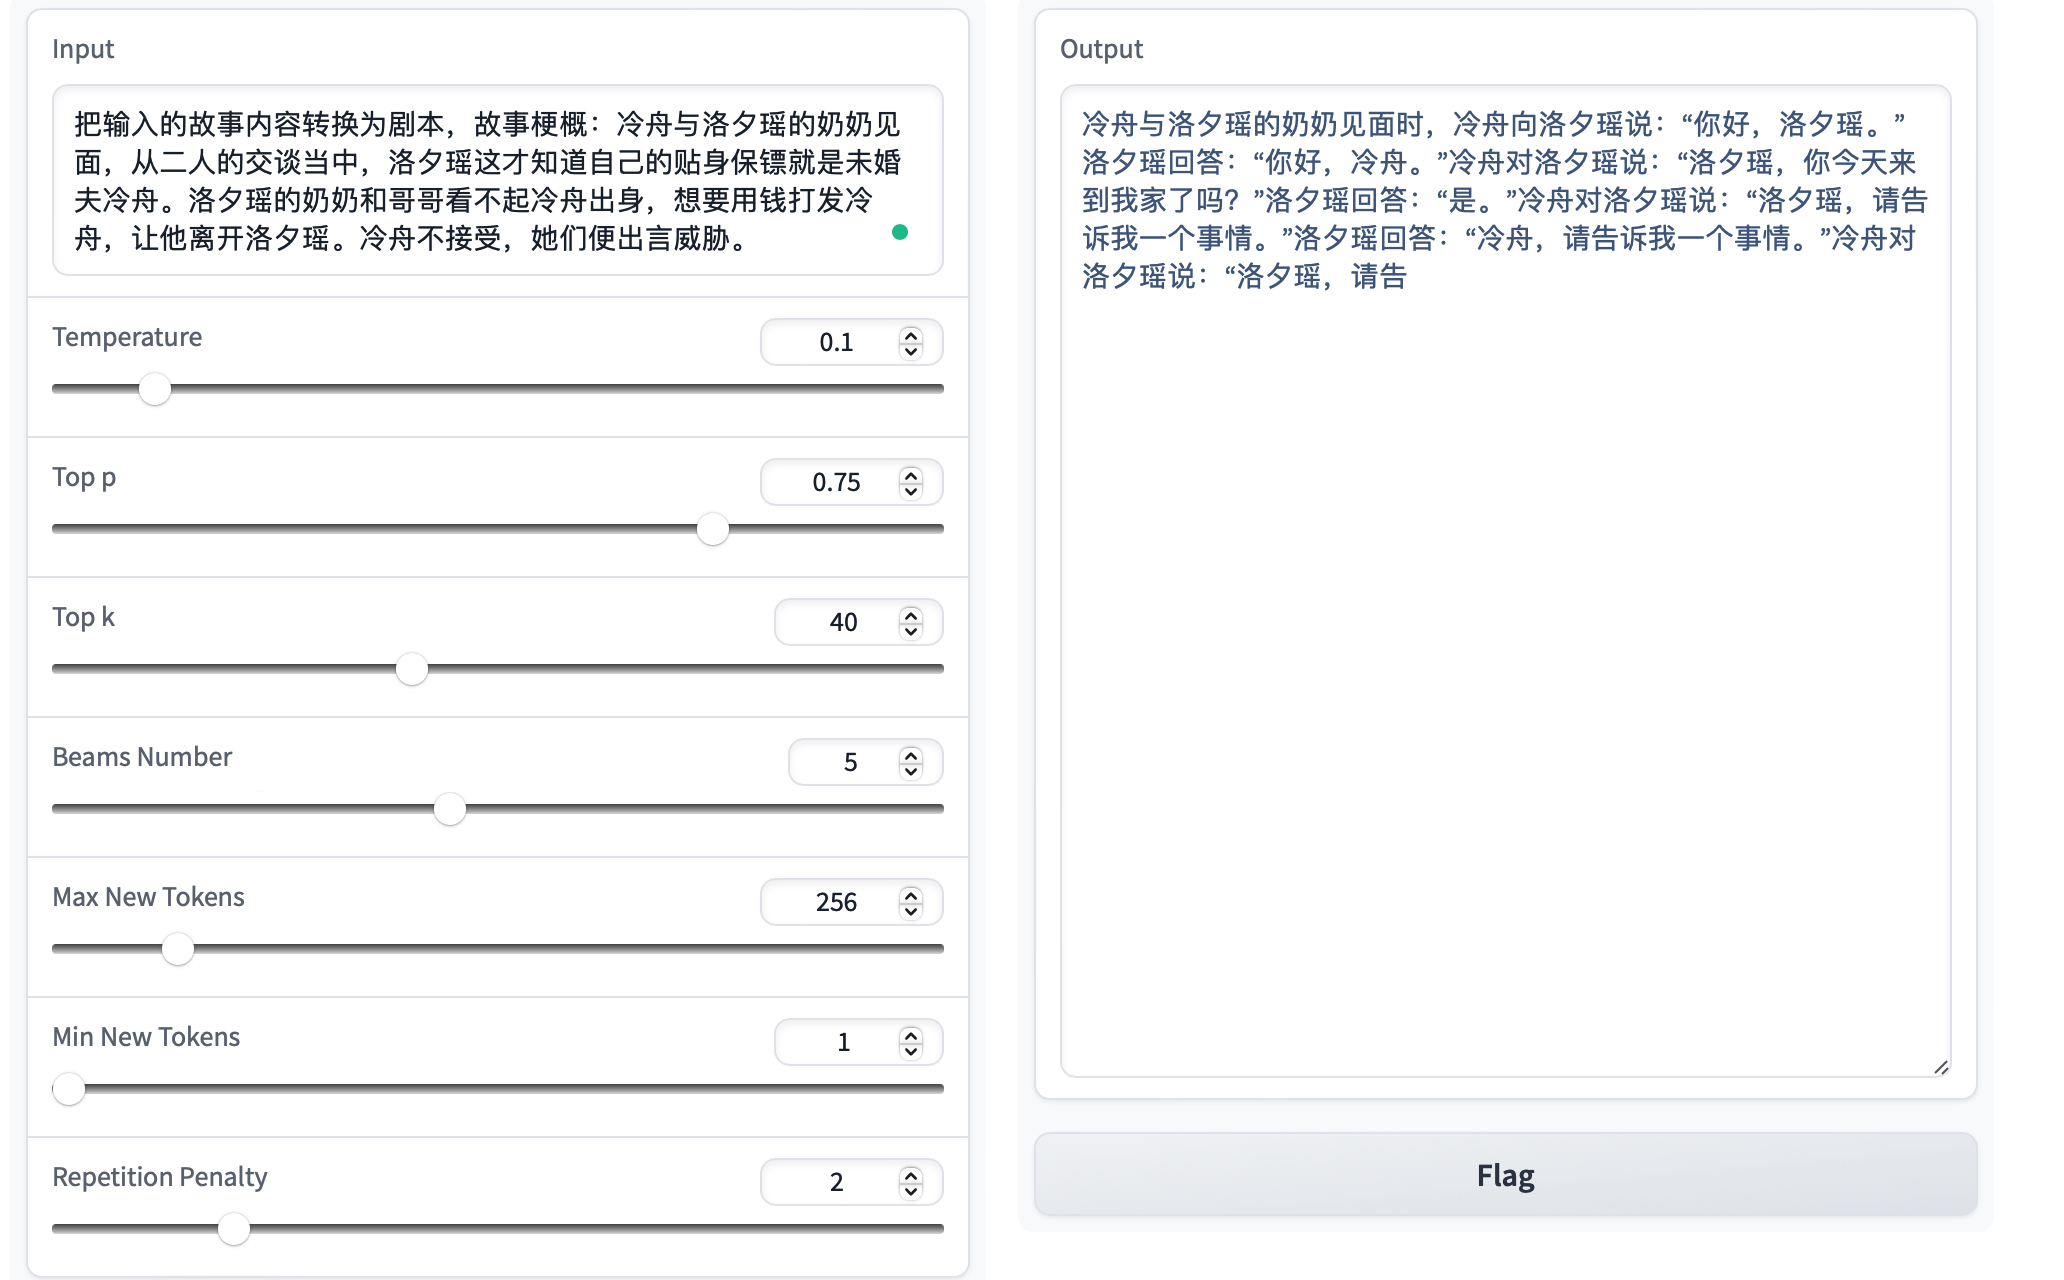 Input
把输入的故事内容转换为剧本，故事梗概：冷舟与洛夕瑶的奶奶见
面，从二人的交谈当中，洛夕瑶这才知道自己的贴身保镖就是未婚
夫冷舟。洛夕瑶的奶奶和哥哥看不起冷舟出身，想要用钱打发冷
舟，让他离开洛夕瑶。冷舟不接受，她们便出言威胁。
Temperature
0.1
Top p
0.75
Top k
40
Beams Number
5
Max New Tokens
256
Min New Tokens
1
Repetition Penalty
2
Output
冷舟与洛夕瑶的奶奶见面时，冷舟向洛夕瑶说：“你好，洛夕瑶。”
洛夕瑶回答：“你好，冷舟。”冷舟对洛夕瑶说：“洛夕瑶，你今天来
到我家了吗？”洛夕瑶回答：“是。”冷舟对洛夕瑶说：“洛夕瑶，请告
诉我一个事情。”洛夕瑶回答：“冷舟，请告诉我一个事情。”冷舟对
洛夕瑶说：“洛夕瑶，请告
Flag